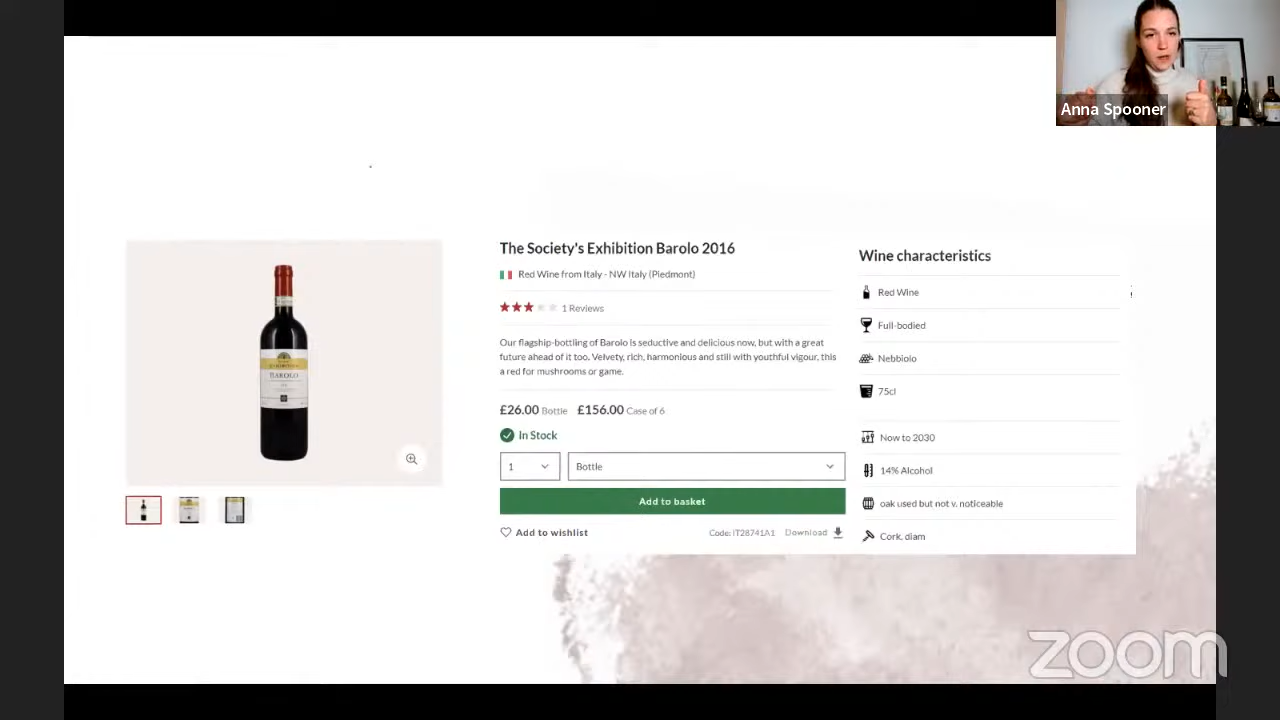 Anna Spooner
The Society's Exhibition Barolo 2016
Red Wine from Italy - NW Italy (Piedmont)
1 Reviews
Our flagship-bottling of Barolo is seductive and delicious now, but with a great
future ahead of it too. Velvety, rich, harmonious and still with youthful vigour, this
a red for mushrooms or game.
£26.00 Bottle £156.00 Case of 6
In Stock
1 Bottle
Add to basket
Add to wishlist Code: IT28741A1 Download
Wine characteristics
Red Wine
Full-bodied
Nebbiolo
75cl
Now to 2030
14% Alcohol
oak used but not v. noticeable
Cork, diam
BAROLO
zoom